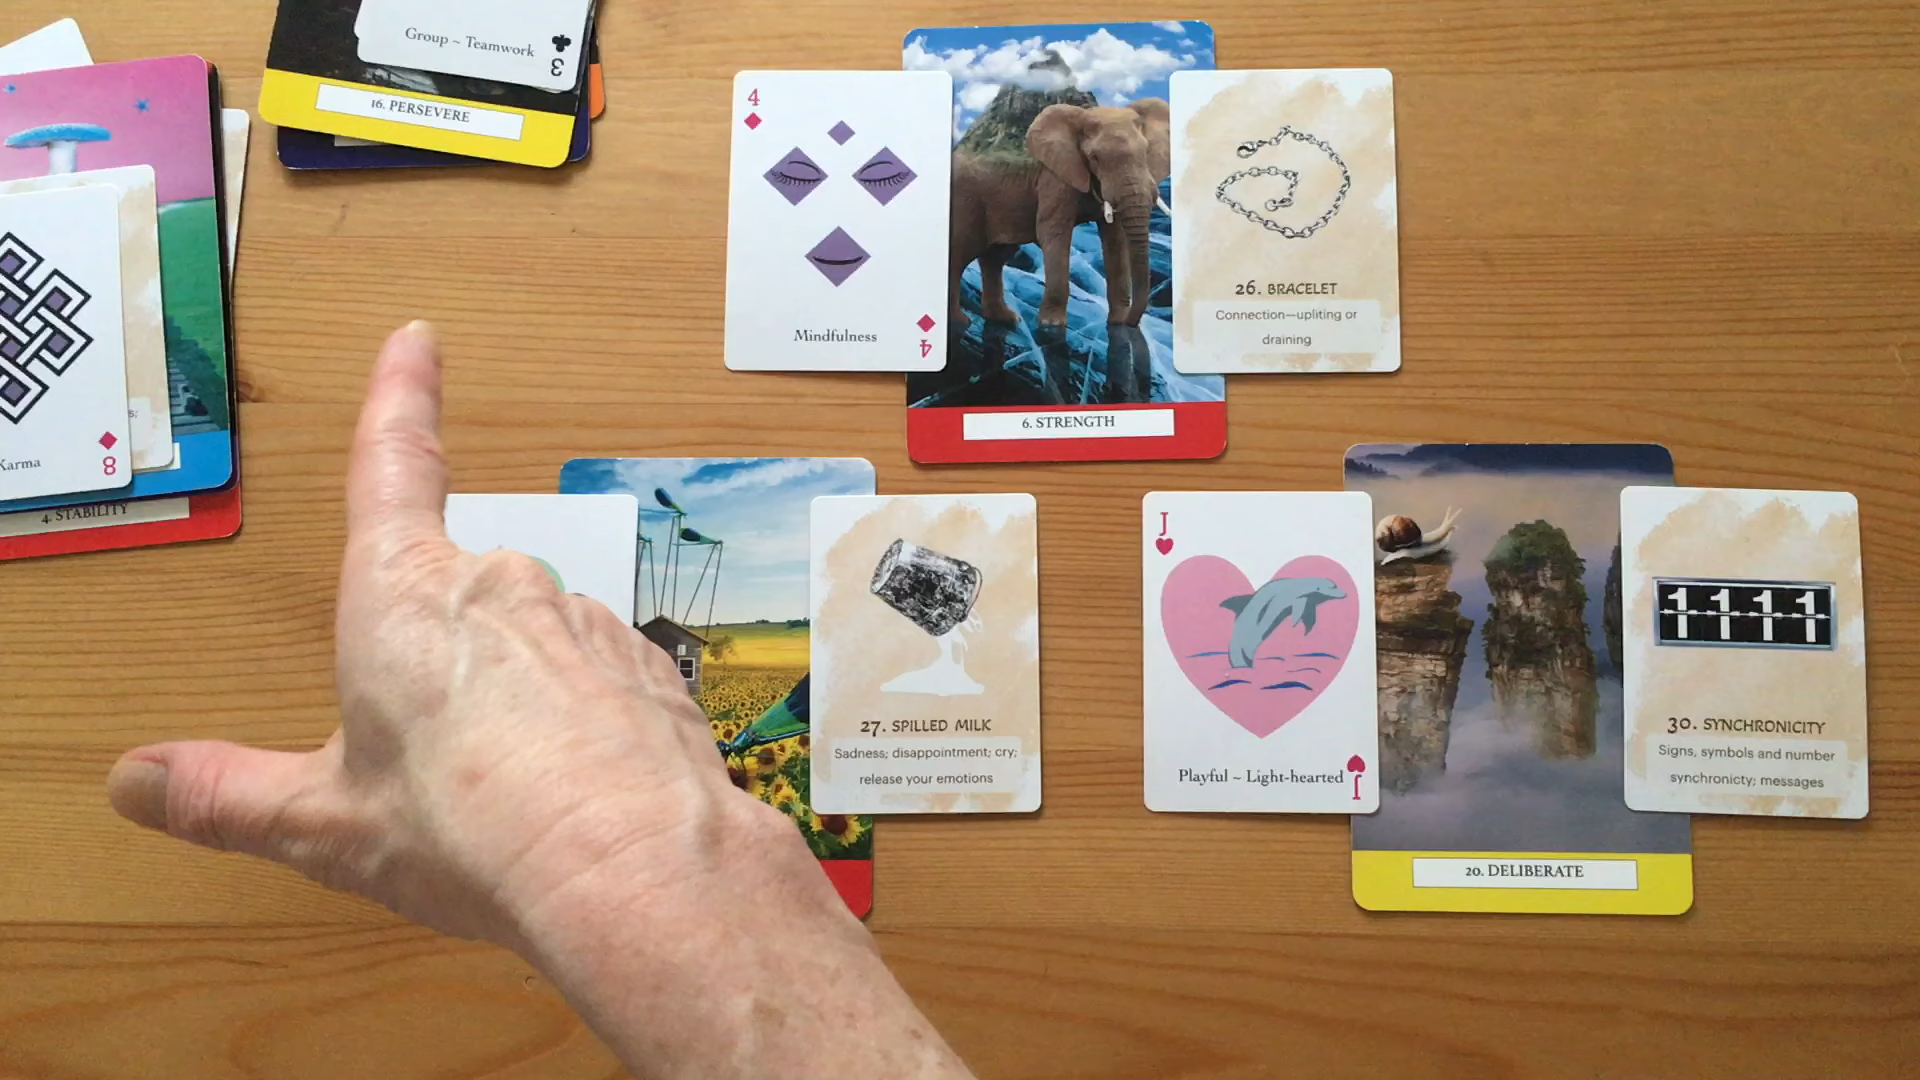 Group ~ Teamwork
3
16. PERSEVERE
Karma
8
4. STABILITY
4
Mindfulness
4
6. STRENGTH
26. BRACELET
Connection—upliting or
draining
27. SPILLED MILK
Sadness; disappointment; cry;
release your emotions
J
Playful ~ Light-hearted
J
20. DELIBERATE
1111
30. SYNCHRONICITY
Signs, symbols and number
synchronicty; messages